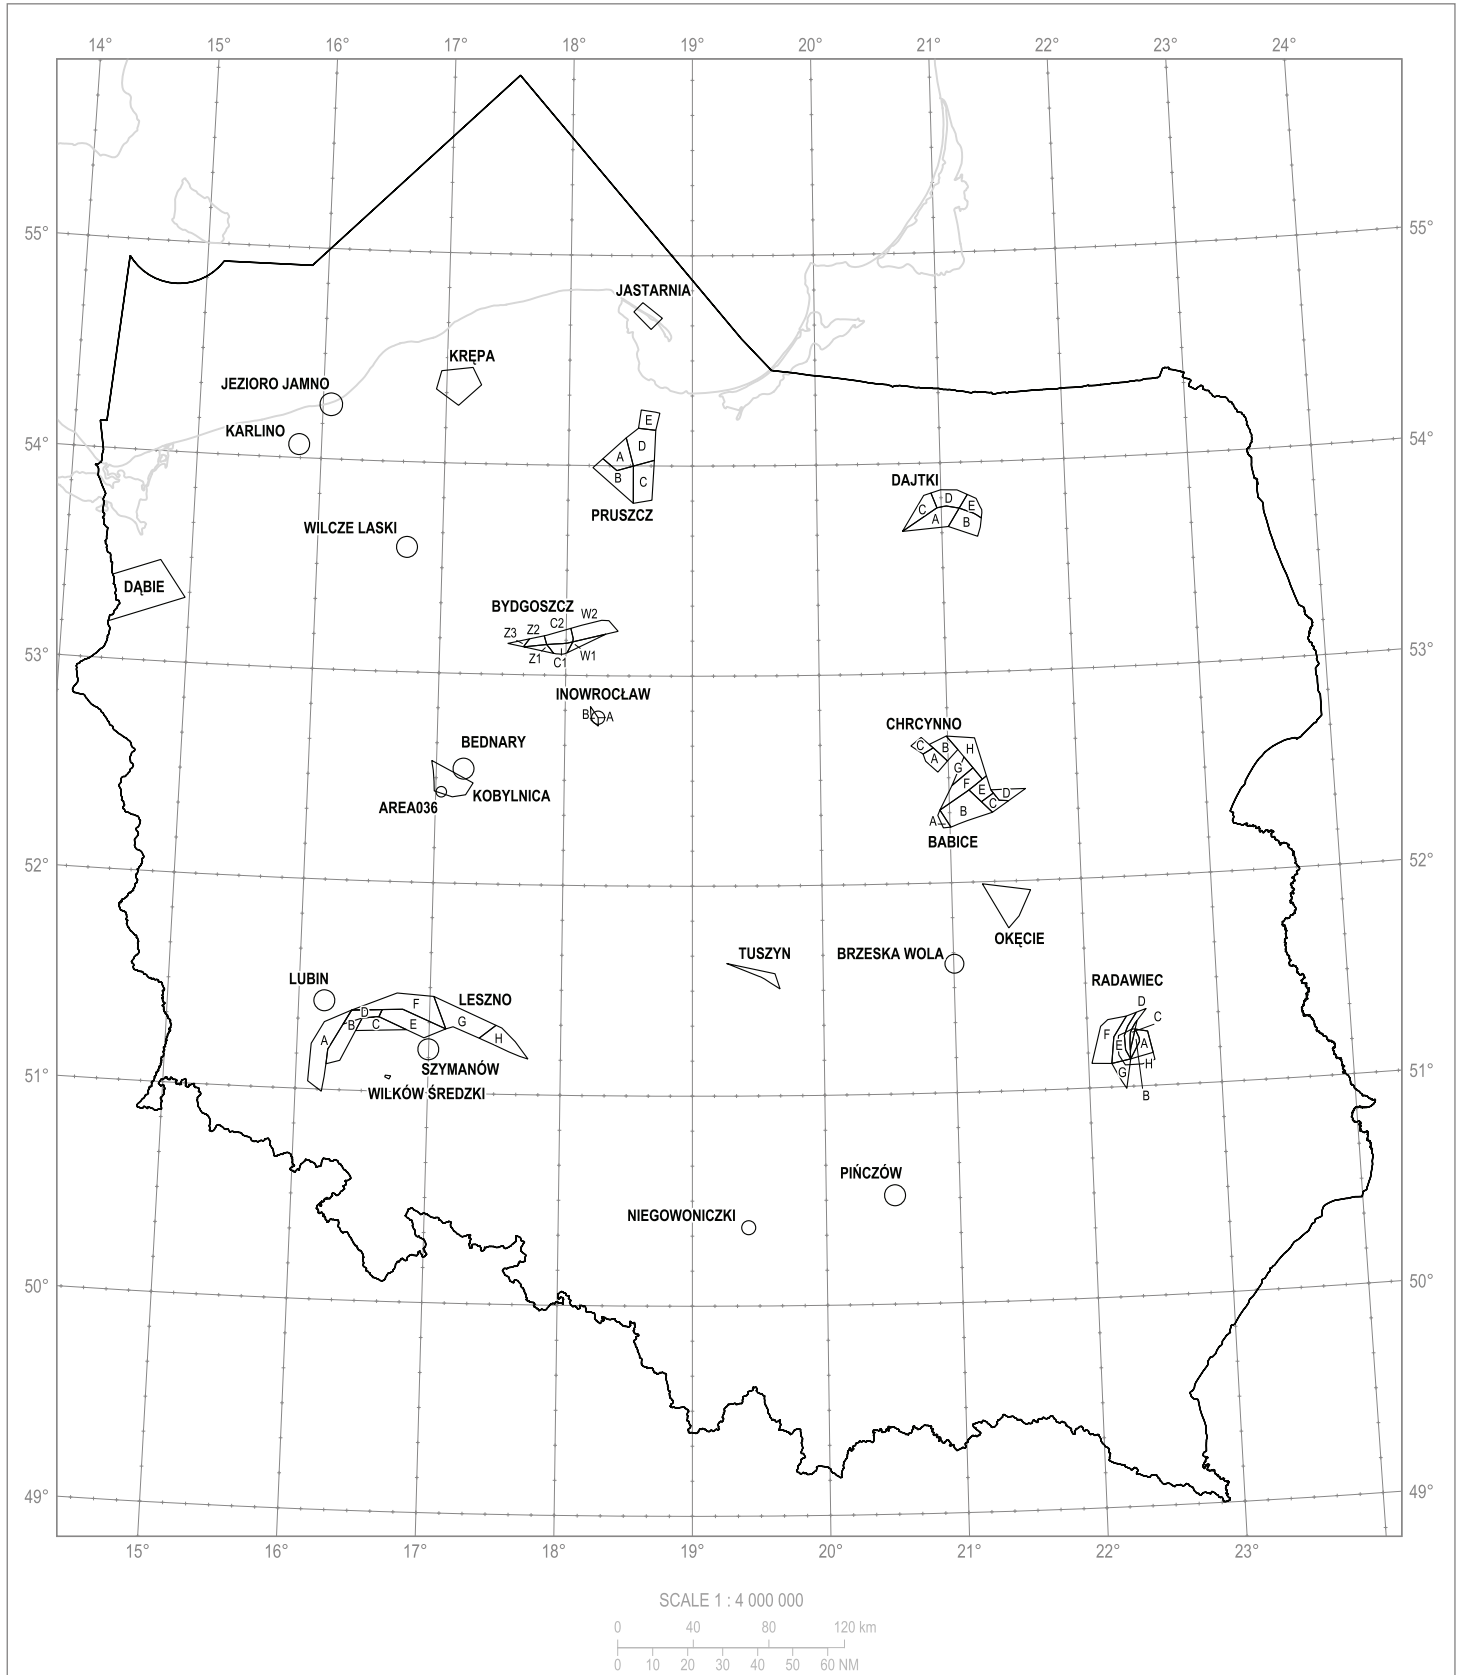 14° 15° 16° 17° 18° 19° 20° 21° 22° 23° 24°
55° 55°
JASTARNIA
KRĘPA
JEZIORO JAMNO
KARLINO
54° 54°
E
D
A
B
C
PRUSZCZ
DAJTKI
D
C
E
A
B
WILCZE LASKI
DĄBIE
BYDGOSZCZ
W2
C2
Z2
Z3
Z1
C1
W1
53° 53°
INOWROCŁAW
B
A
CHRCYNNO
C
B
H
A
G
F
E
D
C
B
A
BABICE
BEDNARY
KOBYLNICA
AREA036
52° 52°
OKĘCIE
TUSZYN
BRZESKA WOLA
LUBIN
LESZNO
F
D
B
C
E
G
A
H
SZYMANÓW
WILKÓW ŚREDZKI
RADAWIEC
D
C
F
E
A
H
G
B
51° 51°
PIŃCZÓW
NIEGOWONICZKI
50° 50°
49° 49°
15° 16° 17° 18° 19° 20° 21° 22° 23°
SCALE 1 : 4 000 000
0 40 80 120 km
0 10 20 30 40 50 60 NM